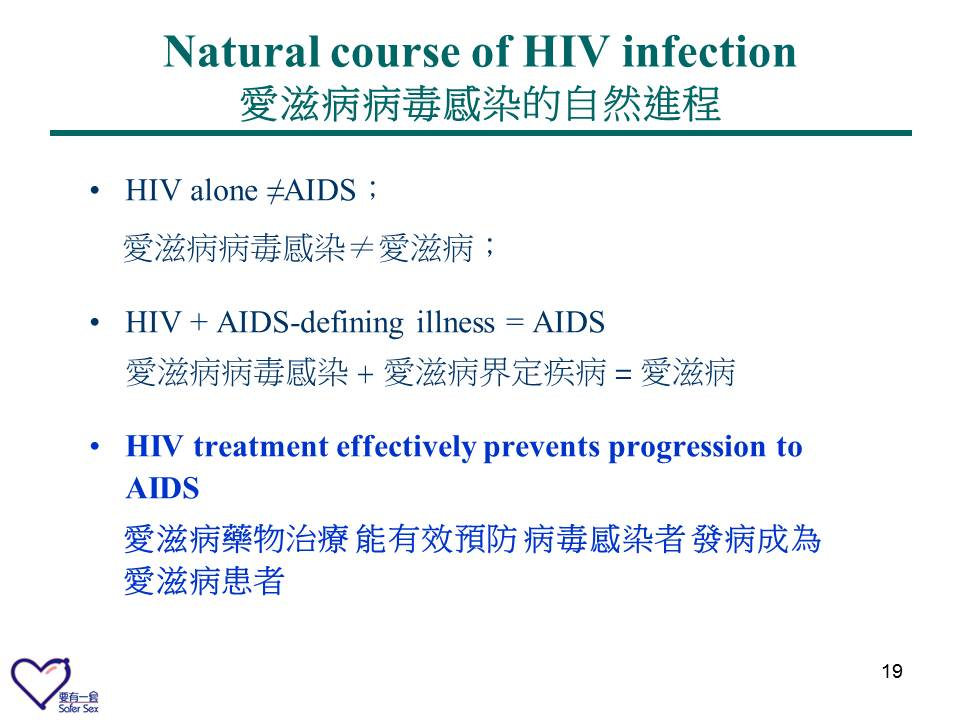 Natural course of HIV infection
愛滋病病毒感染的自然進程
• HIV alone ≠AIDS；
愛滋病病毒感染≠愛滋病；
• HIV + AIDS-defining illness = AIDS
愛滋病病毒感染 + 愛滋病界定疾病 = 愛滋病
• HIV treatment effectively prevents progression to
AIDS
愛滋病藥物治療能有效預防病毒感染者發病成為
愛滋病患者
要有一套
Safer Sex
19